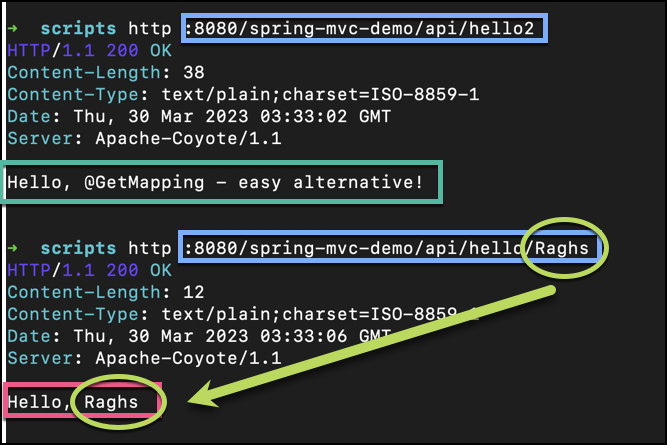 ➜ scripts http :8080/spring-mvc-demo/api/hello2
HTTP/1.1 200 OK
Content-Length: 38
Content-Type: text/plain;charset=ISO-8859-1
Date: Thu, 30 Mar 2023 03:33:02 GMT
Server: Apache-Coyote/1.1
Hello, @GetMapping – easy alternative!
➜ scripts http :8080/spring-mvc-demo/api/hello/Raghs
HTTP/1.1 200 OK
Content-Length: 12
Content-Type: text/plain;charset=ISO-8859-1
Date: Thu, 30 Mar 2023 03:33:06 GMT
Server: Apache-Coyote/1.1
Hello, Raghs